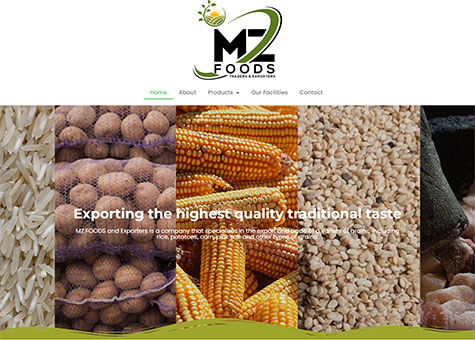 MZ
FOODS
TRADERS & EXPORTERS
Home About Products Our Facilities Contact
Exporting the highest quality traditional taste
MZ FOODS and Exporters is a company that specialises in the export and trade of a variety of grains, including
rice, potatoes, corn, pink salt and other types of grains.